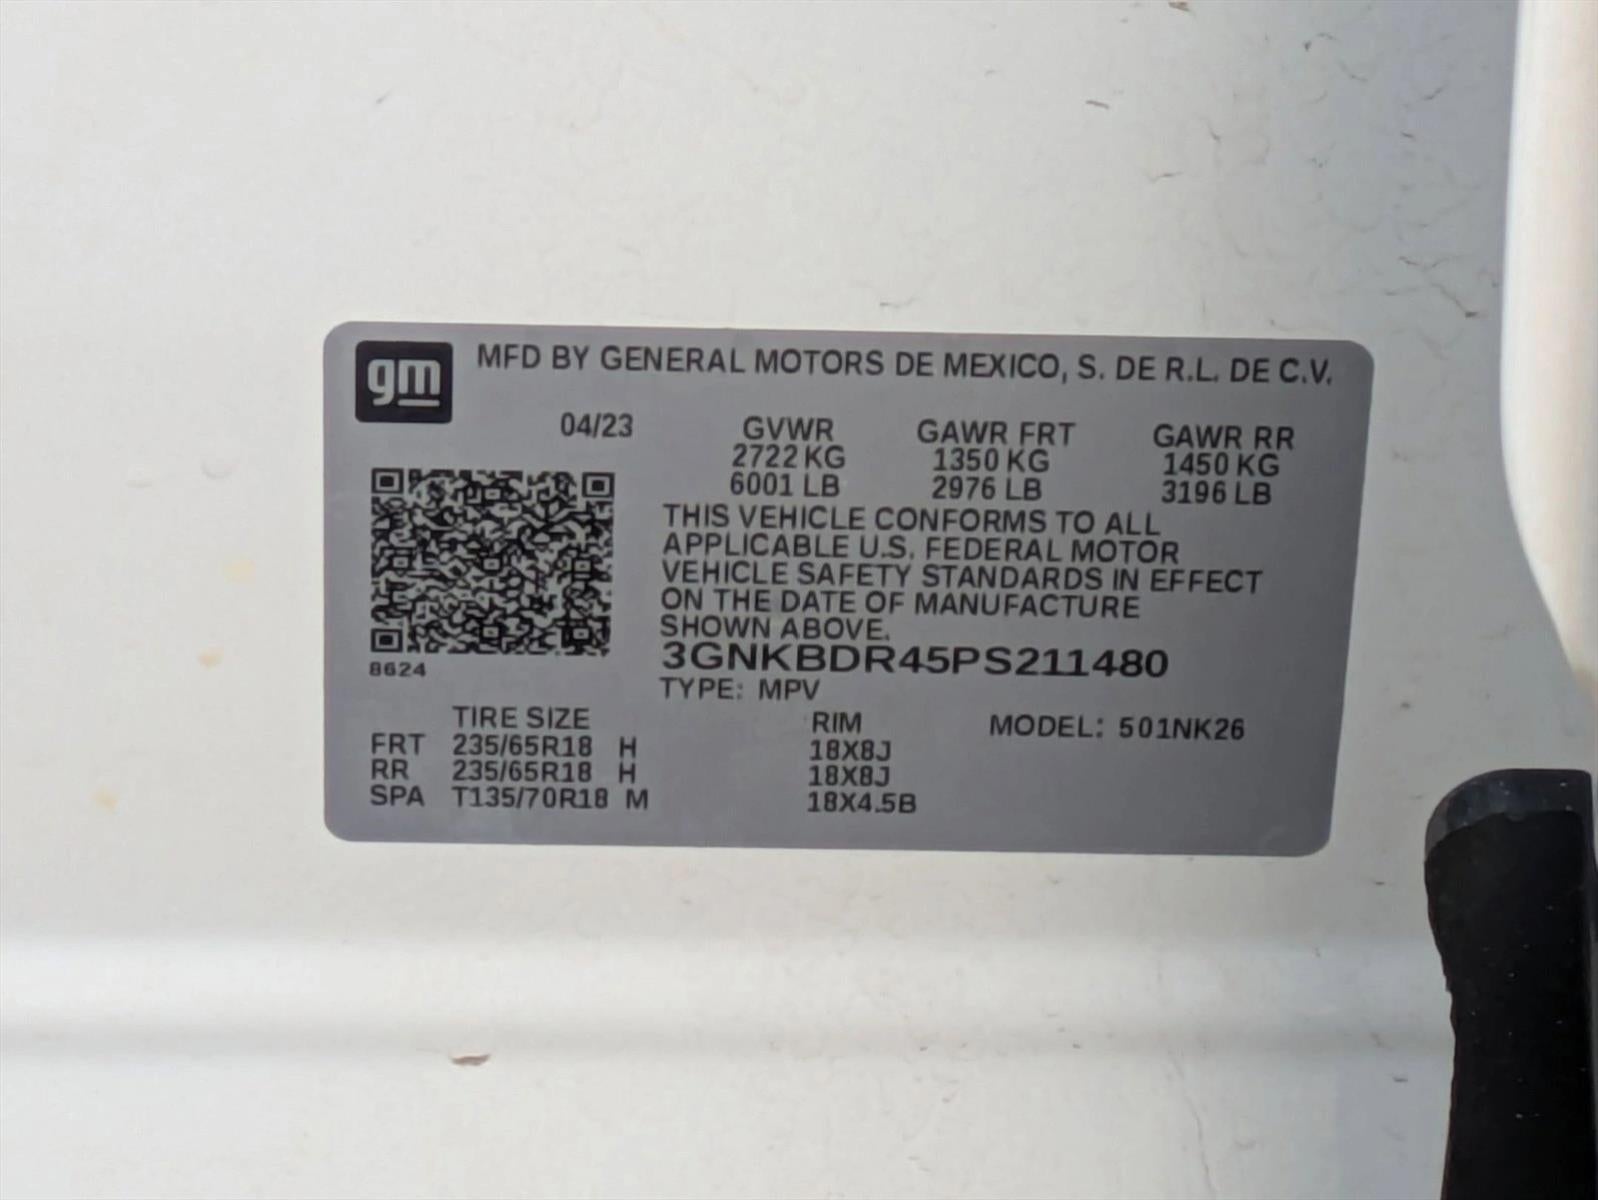 gm MFD BY GENERAL MOTORS DE MEXICO, S. DE R.L. DE C.V.
04/23 GVWR GAWR FRT GAWR RR
2722 KG 1350 KG 1450 KG
6001 LB 2976 LB 3196 LB
THIS VEHICLE CONFORMS TO ALL
APPLICABLE U.S. FEDERAL MOTOR
VEHICLE SAFETY STANDARDS IN EFFECT
ON THE DATE OF MANUFACTURE
SHOWN ABOVE.
3GNKBDR45PS211480
8624
TYPE: MPV
TIRE SIZE RIM MODEL: 501NK26
FRT 235/65R18 H 18X8J
RR 235/65R18 H 18X8J
SPA T135/70R18 M 18X4.5B